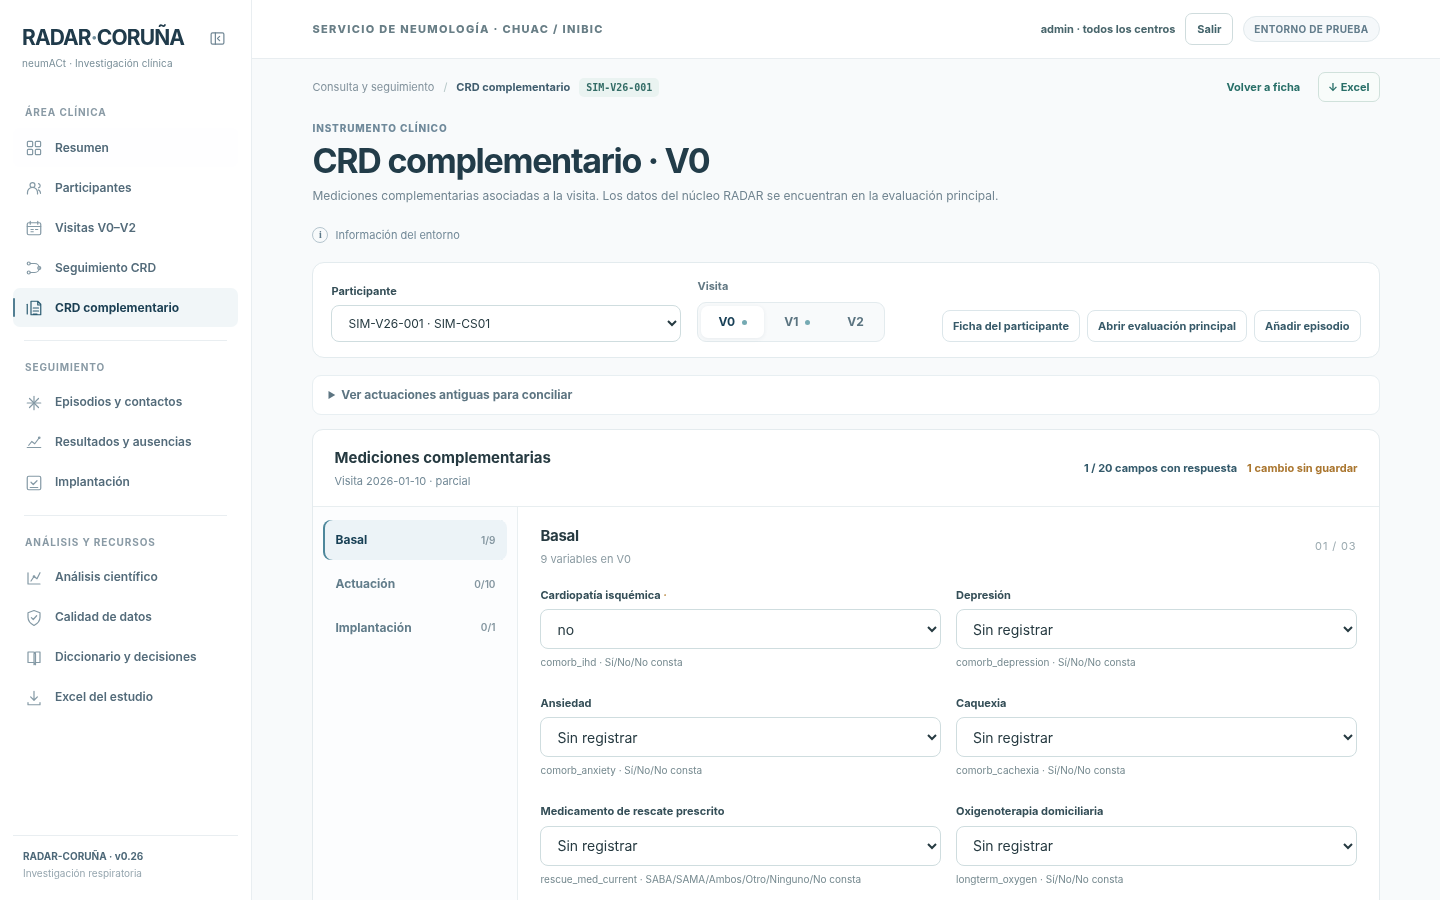 RADAR·CORUÑA
neumACt · Investigación clínica
ÁREA CLÍNICA
Resumen
Participantes
Visitas V0–V2
Seguimiento CRD
CRD complementario
SEGUIMIENTO
Episodios y contactos
Resultados y ausencias
Implantación
ANÁLISIS Y RECURSOS
Análisis científico
Calidad de datos
Diccionario y decisiones
Excel del estudio
RADAR-CORUÑA · v0.26
Investigación respiratoria
SERVICIO DE NEUMOLOGÍA · CHUAC / INIBIC
admin · todos los centros
Salir
ENTORNO DE PRUEBA
Consulta y seguimiento / CRD complementario SIM-V26-001
Volver a ficha
↓ Excel
INSTRUMENTO CLÍNICO
CRD complementario · V0
Mediciones complementarias asociadas a la visita. Los datos del núcleo RADAR se encuentran en la evaluación principal.
i Información del entorno
Participante
SIM-V26-001 · SIM-CS01
Visita
V0
V1
V2
Ficha del participante
Abrir evaluación principal
Añadir episodio
Ver actuaciones antiguas para conciliar
Mediciones complementarias
Visita 2026-01-10 · parcial
1 / 20 campos con respuesta
1 cambio sin guardar
Basal 1/9
Actuación 0/10
Implantación 0/1
Basal
9 variables en V0
01 / 03
Cardiopatía isquémica ·
no
comorb_ihd · Sí/No/No consta
Depresión
Sin registrar
comorb_depression · Sí/No/No consta
Ansiedad
Sin registrar
comorb_anxiety · Sí/No/No consta
Caquexia
Sin registrar
comorb_cachexia · Sí/No/No consta
Medicamento de rescate prescrito
Sin registrar
rescue_med_current · SABA/SAMA/Ambos/Otro/Ninguno/No consta
Oxigenoterapia domiciliaria
Sin registrar
longterm_oxygen · Sí/No/No consta